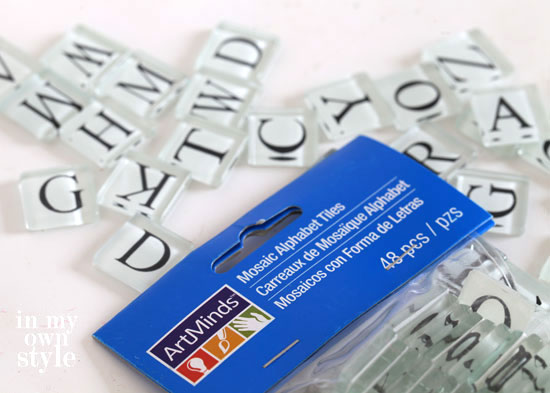 V
W
M
D
M
H
W
T
G
K
D
C
Y
O
N
R
A
G
Mosaic Alphabet Tiles
Carreaux de Mosaïque Alphabet
Mosaicos con Forma de Letras
48 pcs / pzs
ArtMinds
in my
own
style